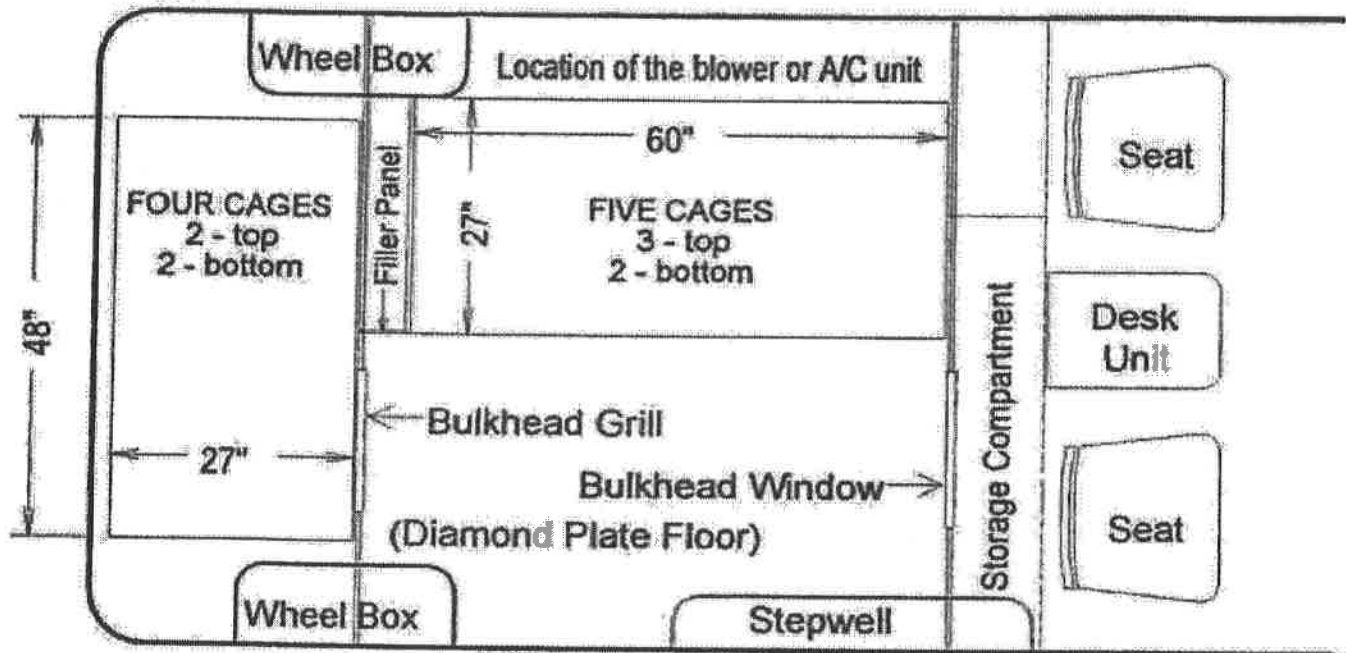 Wheel Box
Location of the blower or A/C unit
60"
Seat
FOUR CAGES
2 - top
2 - bottom
Filler Panel
27"
FIVE CAGES
3 - top
2 - bottom
48"
Storage Compartment
Desk
Unit
Bulkhead Grill
27"
Bulkhead Window
(Diamond Plate Floor)
Seat
Wheel Box
Stepwell